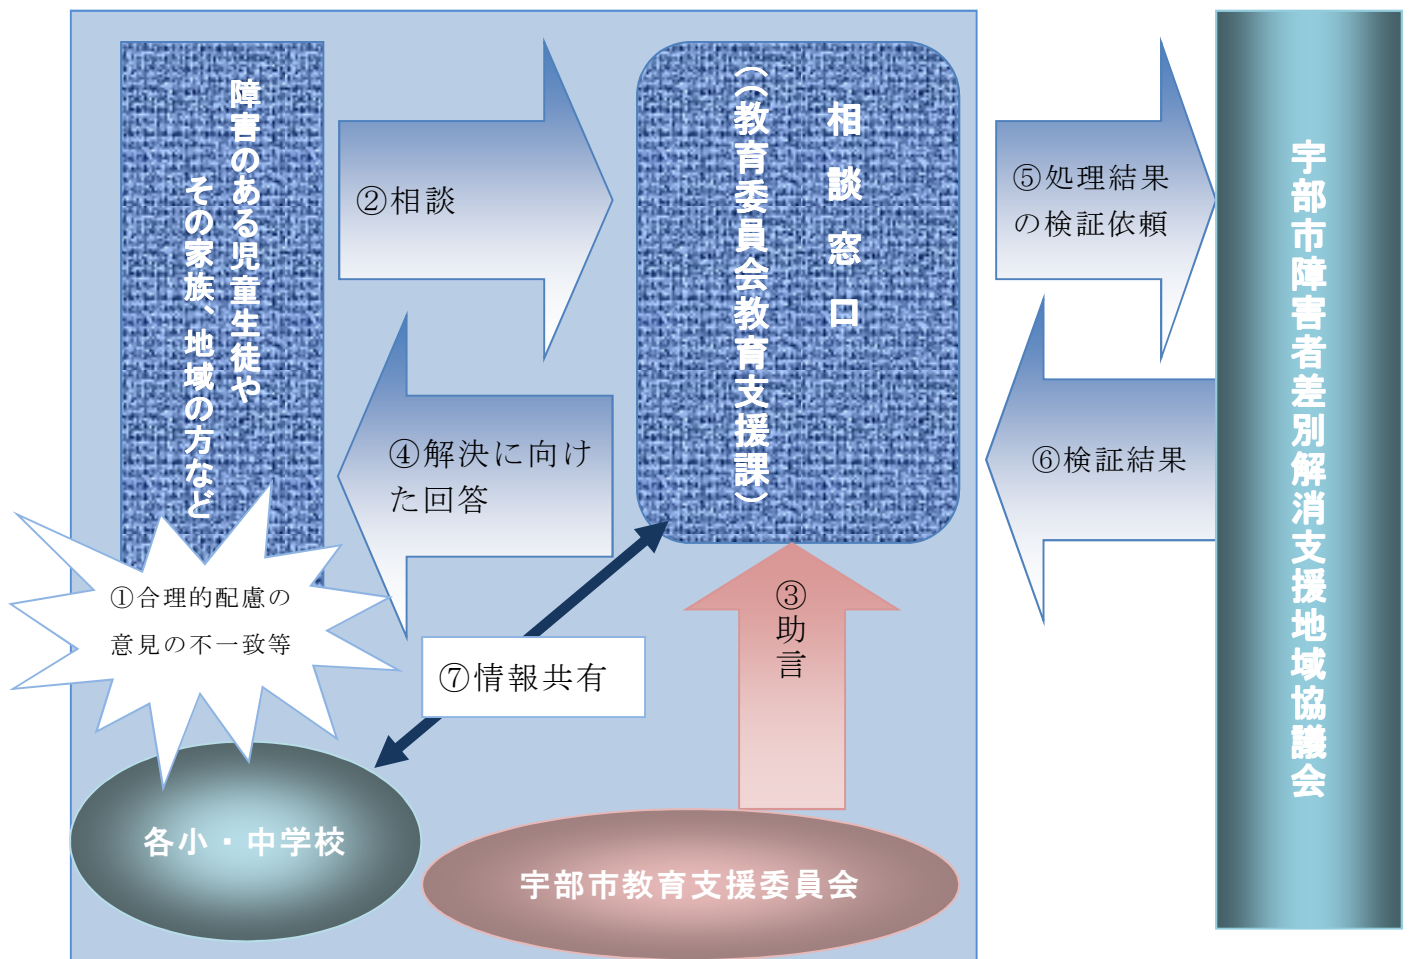 障害のある児童生徒や
その家族、地域の方など
②相談
相談窓口
（（教育委員会教育支援課）
⑤処理結果
の検証依頼
宇部市障害者差別解消支援地域協議会
④解決に向け
た回答
⑥検証結果
①合理的配慮の
意見の不一致等
③助言
⑦情報共有
各小・中学校
宇部市教育支援委員会